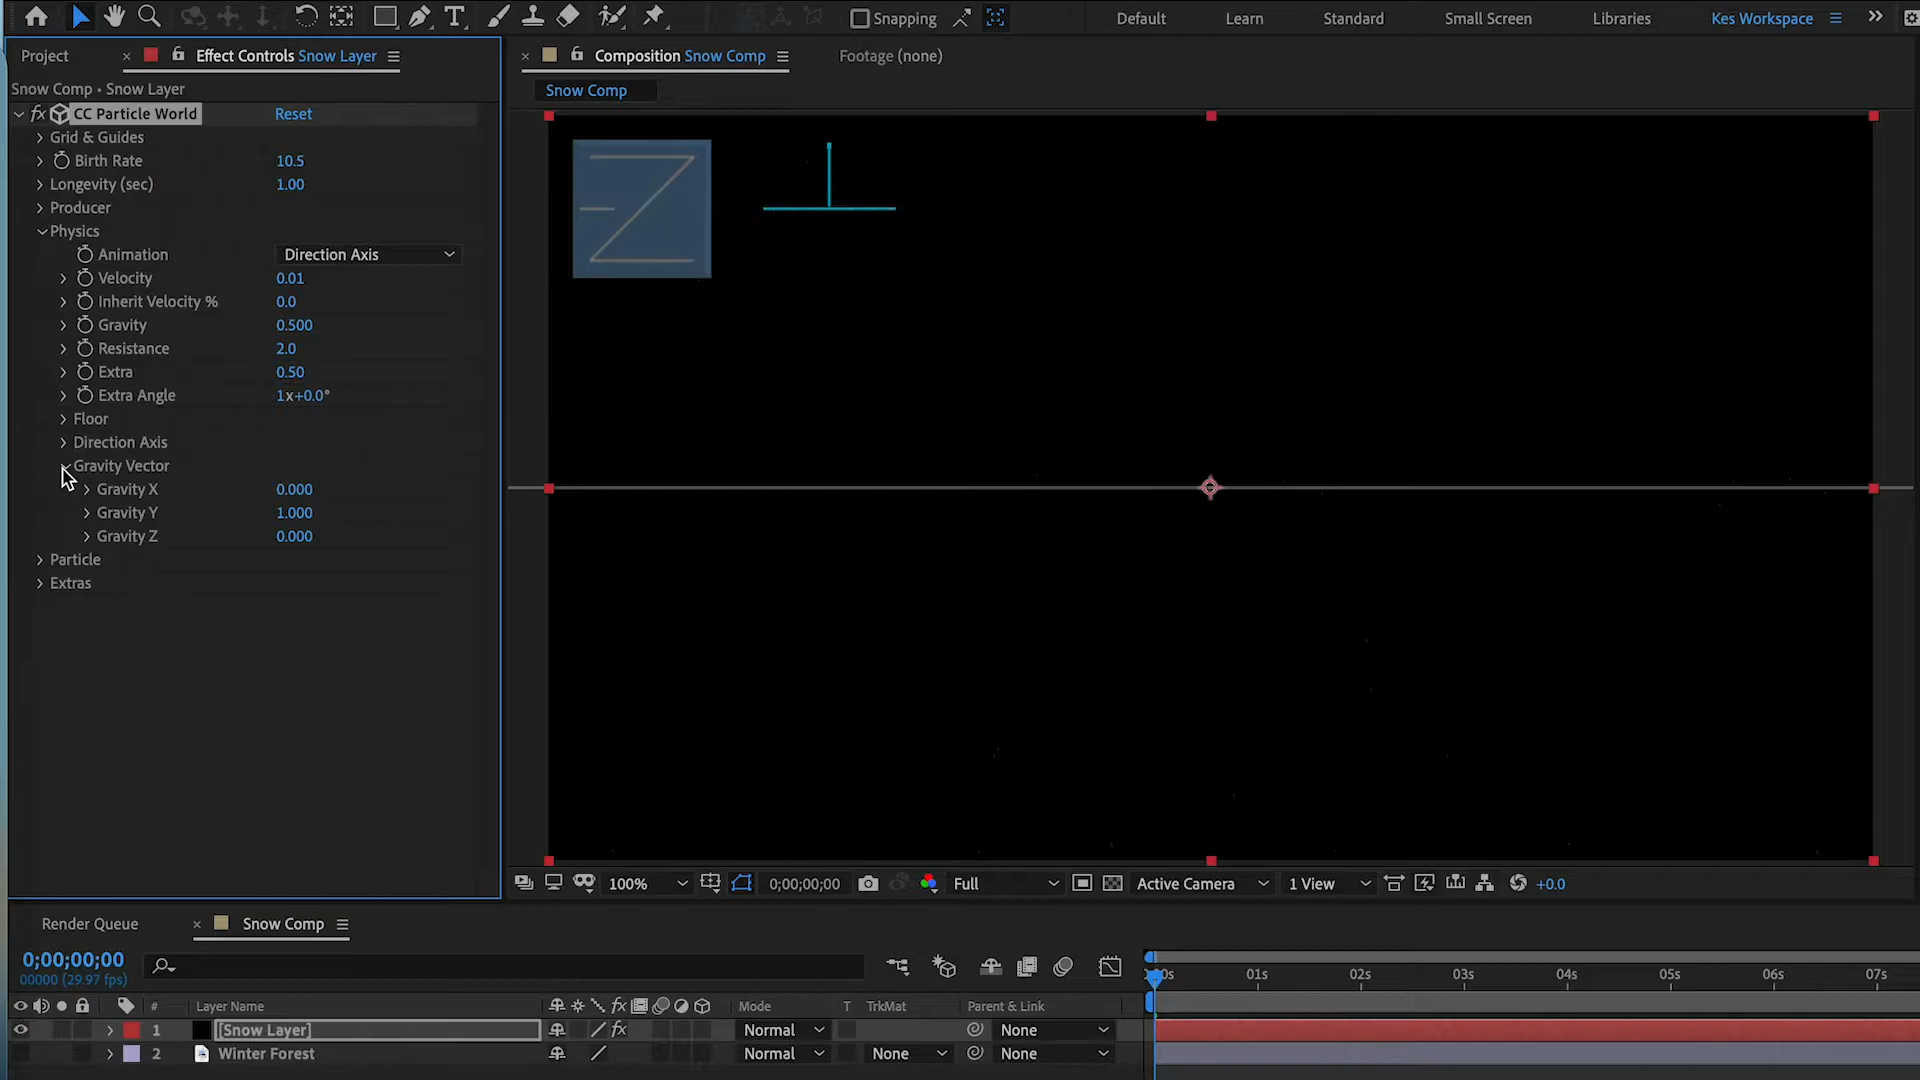 Snapping
Default
Learn
Standard
Small Screen
Libraries
Kes Workspace
Project
Effect Controls Snow Layer
Composition Snow Comp
Footage (none)
Snow Comp • Snow Layer
Snow Comp
fx CC Particle World Reset
Grid & Guides
Birth Rate 10.5
Longevity (sec) 1.00
Producer
Physics
Animation Direction Axis
Velocity 0.01
Inherit Velocity % 0.0
Gravity 0.500
Resistance 2.0
Extra 0.50
Extra Angle 1x+0.0°
Floor
Direction Axis
Gravity Vector
Gravity X 0.000
Gravity Y 1.000
Gravity Z 0.000
Particle
Extras
Z
100% 0;00;00;00 Full Active Camera 1 View +0.0
Render Queue
Snow Comp
0;00;00;00
00000 (29.97 fps)
00s 01s 02s 03s 04s 05s 06s 07s
# Layer Name fx Mode T TrkMat Parent & Link
1 [Snow Layer] fx Normal None
2 Winter Forest Normal None None